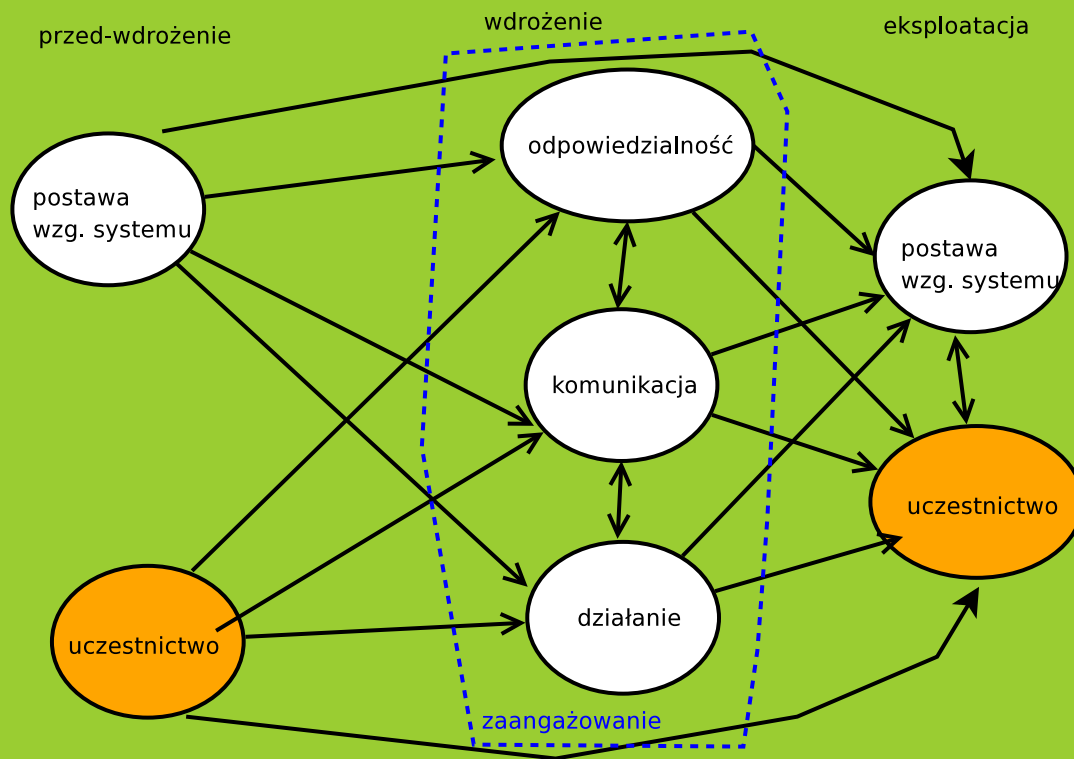 przed-wdrożenie
wdrożenie
eksploatacja
postawa
wzg. systemu
odpowiedzialność
postawa
wzg. systemu
komunikacja
uczestnictwo
działanie
uczestnictwo
zaangażowanie